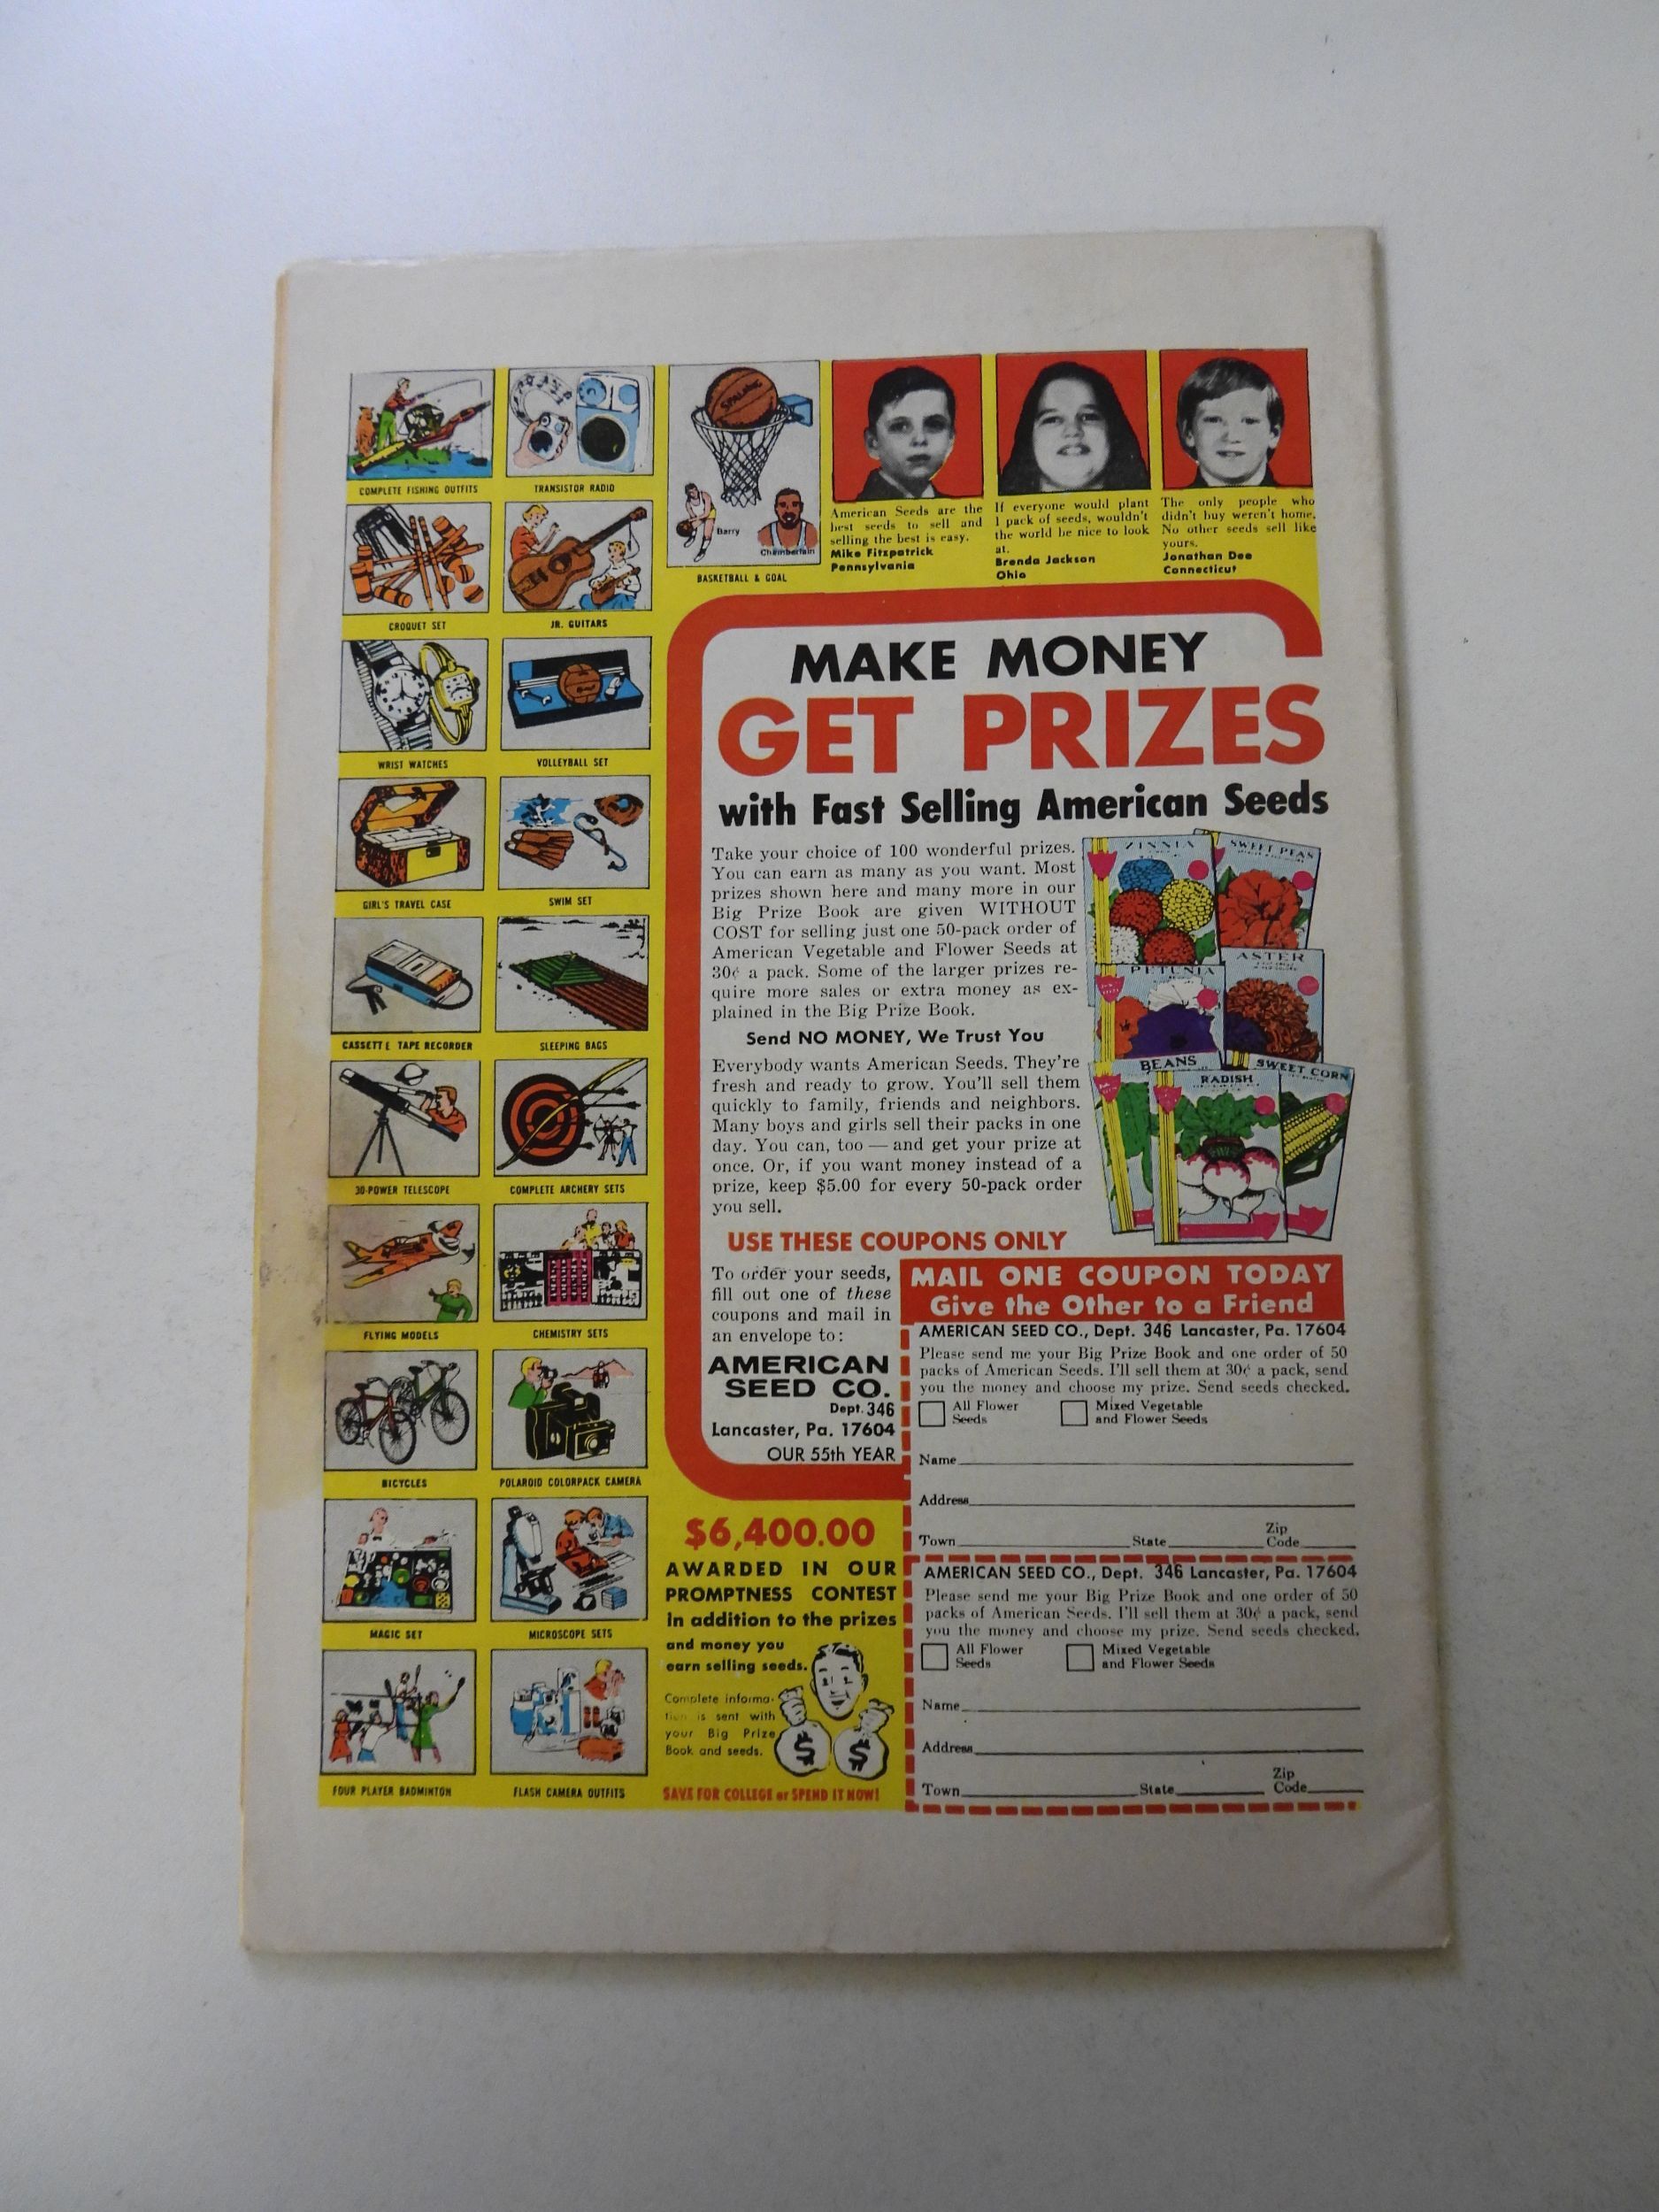 COMPLETE FISHING OUTFITS
TRANSISTOR RADIO
CROQUET SET
JR. GUITARS
WRIST WATCHES
VOLLEYBALL SET
GIRL'S TRAVEL CASE
SWIM SET
CASSETTE TAPE RECORDER
SLEEPING BAGS
30-POWER TELESCOPE
COMPLETE ARCHERY SETS
FLYING MODELS
CHEMISTRY SETS
BICYCLES
POLAROID COLORPACK CAMERA
MAGIC SET
MICROSCOPE SETS
FOUR PLAYER BADMINTON
FLASH CAMERA OUTFITS
SPALDING
Barry
Chamberlain
BASKETBALL & GOAL
American Seeds are the
best seeds to sell and
selling the best is easy.
Mike Fitzpatrick
Pennsylvania
If everyone would plant
1 pack of seeds, wouldn't
the world be nice to look
at.
Brenda Jackson
Ohio
The only people who
didn't buy weren't home.
No other seeds sell like
yours.
Jonathan Dee
Connecticut
MAKE MONEY
GET PRIZES
with Fast Selling American Seeds
Take your choice of 100 wonderful prizes.
You can earn as many as you want. Most
prizes shown here and many more in our
Big Prize Book are given WITHOUT
COST for selling just one 50-pack order of
American Vegetable and Flower Seeds at
30¢ a pack. Some of the larger prizes re-
quire more sales or extra money as ex-
plained in the Big Prize Book.
Send NO MONEY, We Trust You
Everybody wants American Seeds. They're
fresh and ready to grow. You'll sell them
quickly to family, friends and neighbors.
Many boys and girls sell their packs in one
day. You can, too — and get your prize at
once. Or, if you want money instead of a
prize, keep $5.00 for every 50-pack order
you sell.
ZINNIA
SWEET PEAS
PETUNIA
ASTER
BEANS
RADISH
SWEET CORN
USE THESE COUPONS ONLY
To order your seeds,
fill out one of these
coupons and mail in
an envelope to:
AMERICAN
SEED CO.
Dept. 346
Lancaster, Pa. 17604
OUR 55th YEAR
MAIL ONE COUPON TODAY
Give the Other to a Friend
AMERICAN SEED CO., Dept. 346 Lancaster, Pa. 17604
Please send me your Big Prize Book and one order of 50
packs of American Seeds. I'll sell them at 30¢ a pack, send
you the money and choose my prize. Send seeds checked.
All Flower Seeds
Mixed Vegetable and Flower Seeds
Name
Address
Town State Zip Code
AMERICAN SEED CO., Dept. 346 Lancaster, Pa. 17604
Please send me your Big Prize Book and one order of 50
packs of American Seeds. I'll sell them at 30¢ a pack, send
you the money and choose my prize. Send seeds checked.
All Flower Seeds
Mixed Vegetable and Flower Seeds
Name
Address
Town State Zip Code
$6,400.00
AWARDED IN OUR
PROMPTNESS CONTEST
in addition to the prizes
and money you
earn selling seeds.
Complete informa-
tion is sent with
your Big Prize
Book and seeds.
$ $
SAVE FOR COLLEGE or SPEND IT NOW!